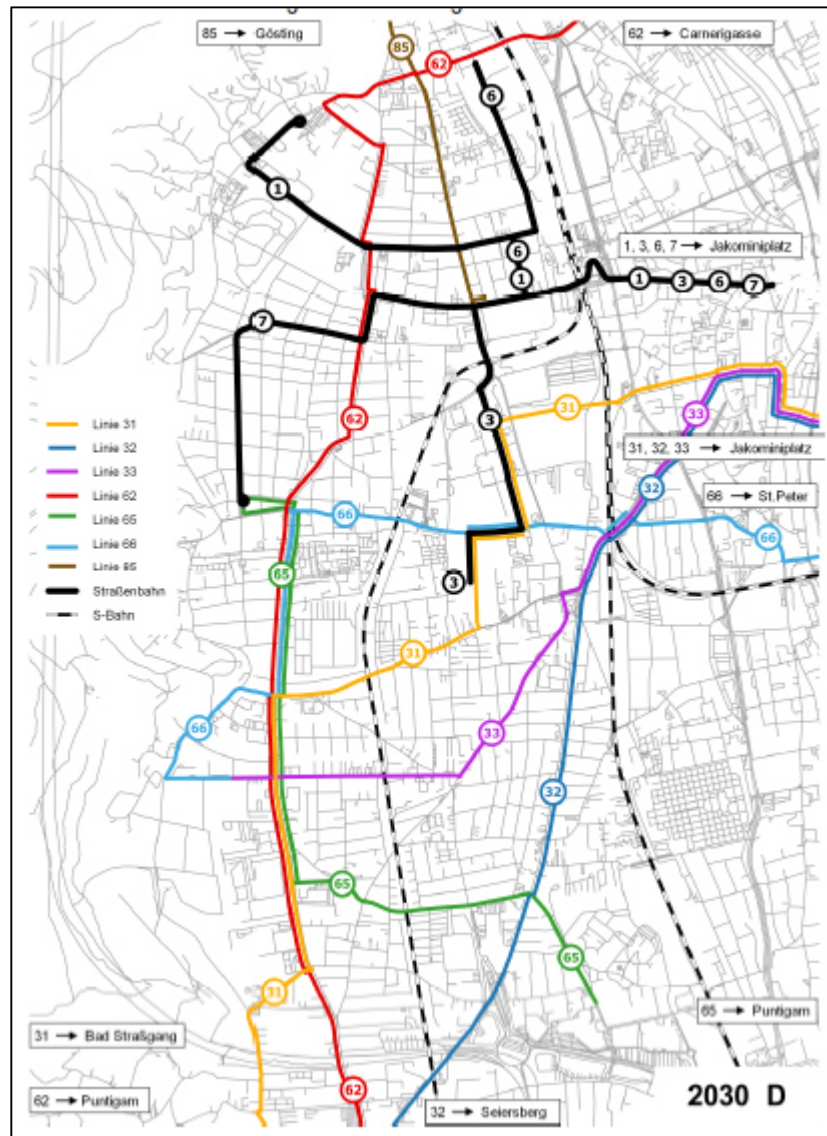 85 → Gösting
62 → Carnerigasse
85
62
6
1
6
1
1, 3, 6, 7 → Jakominiplatz
1 3 6 7
7
62
3
31
33
31, 32, 33 → Jakominiplatz
32
66 → St.Peter
66
66
Linie 31
Linie 32
Linie 33
Linie 62
Linie 65
Linie 66
Linie 85
Straßenbahn
S-Bahn
65
3
31
66
33
32
65
65
31
65 → Puntigam
31 → Bad Straßgang
62 → Puntigam
62
32 → Seiersberg
2030 D